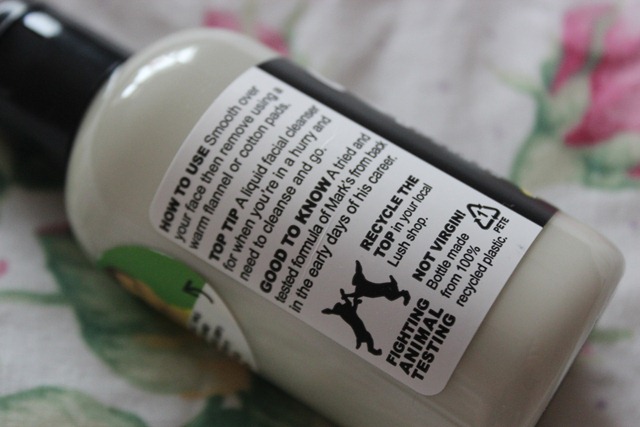 HOW TO USE Smooth over
your face then remove using a
warm flannel or cotton pads.
TOP TIP A liquid facial cleanser
for when you're in a hurry and
need to cleanse and go.
GOOD TO KNOW A tried and
tested formula of Mark's from back
in the early days of his career.
RECYCLE THE
TOP in your local
Lush shop.
NOT VIRGIN!
Bottle made
from 100%
recycled plastic.
1
PETE
FIGHTING
ANIMAL
TESTING